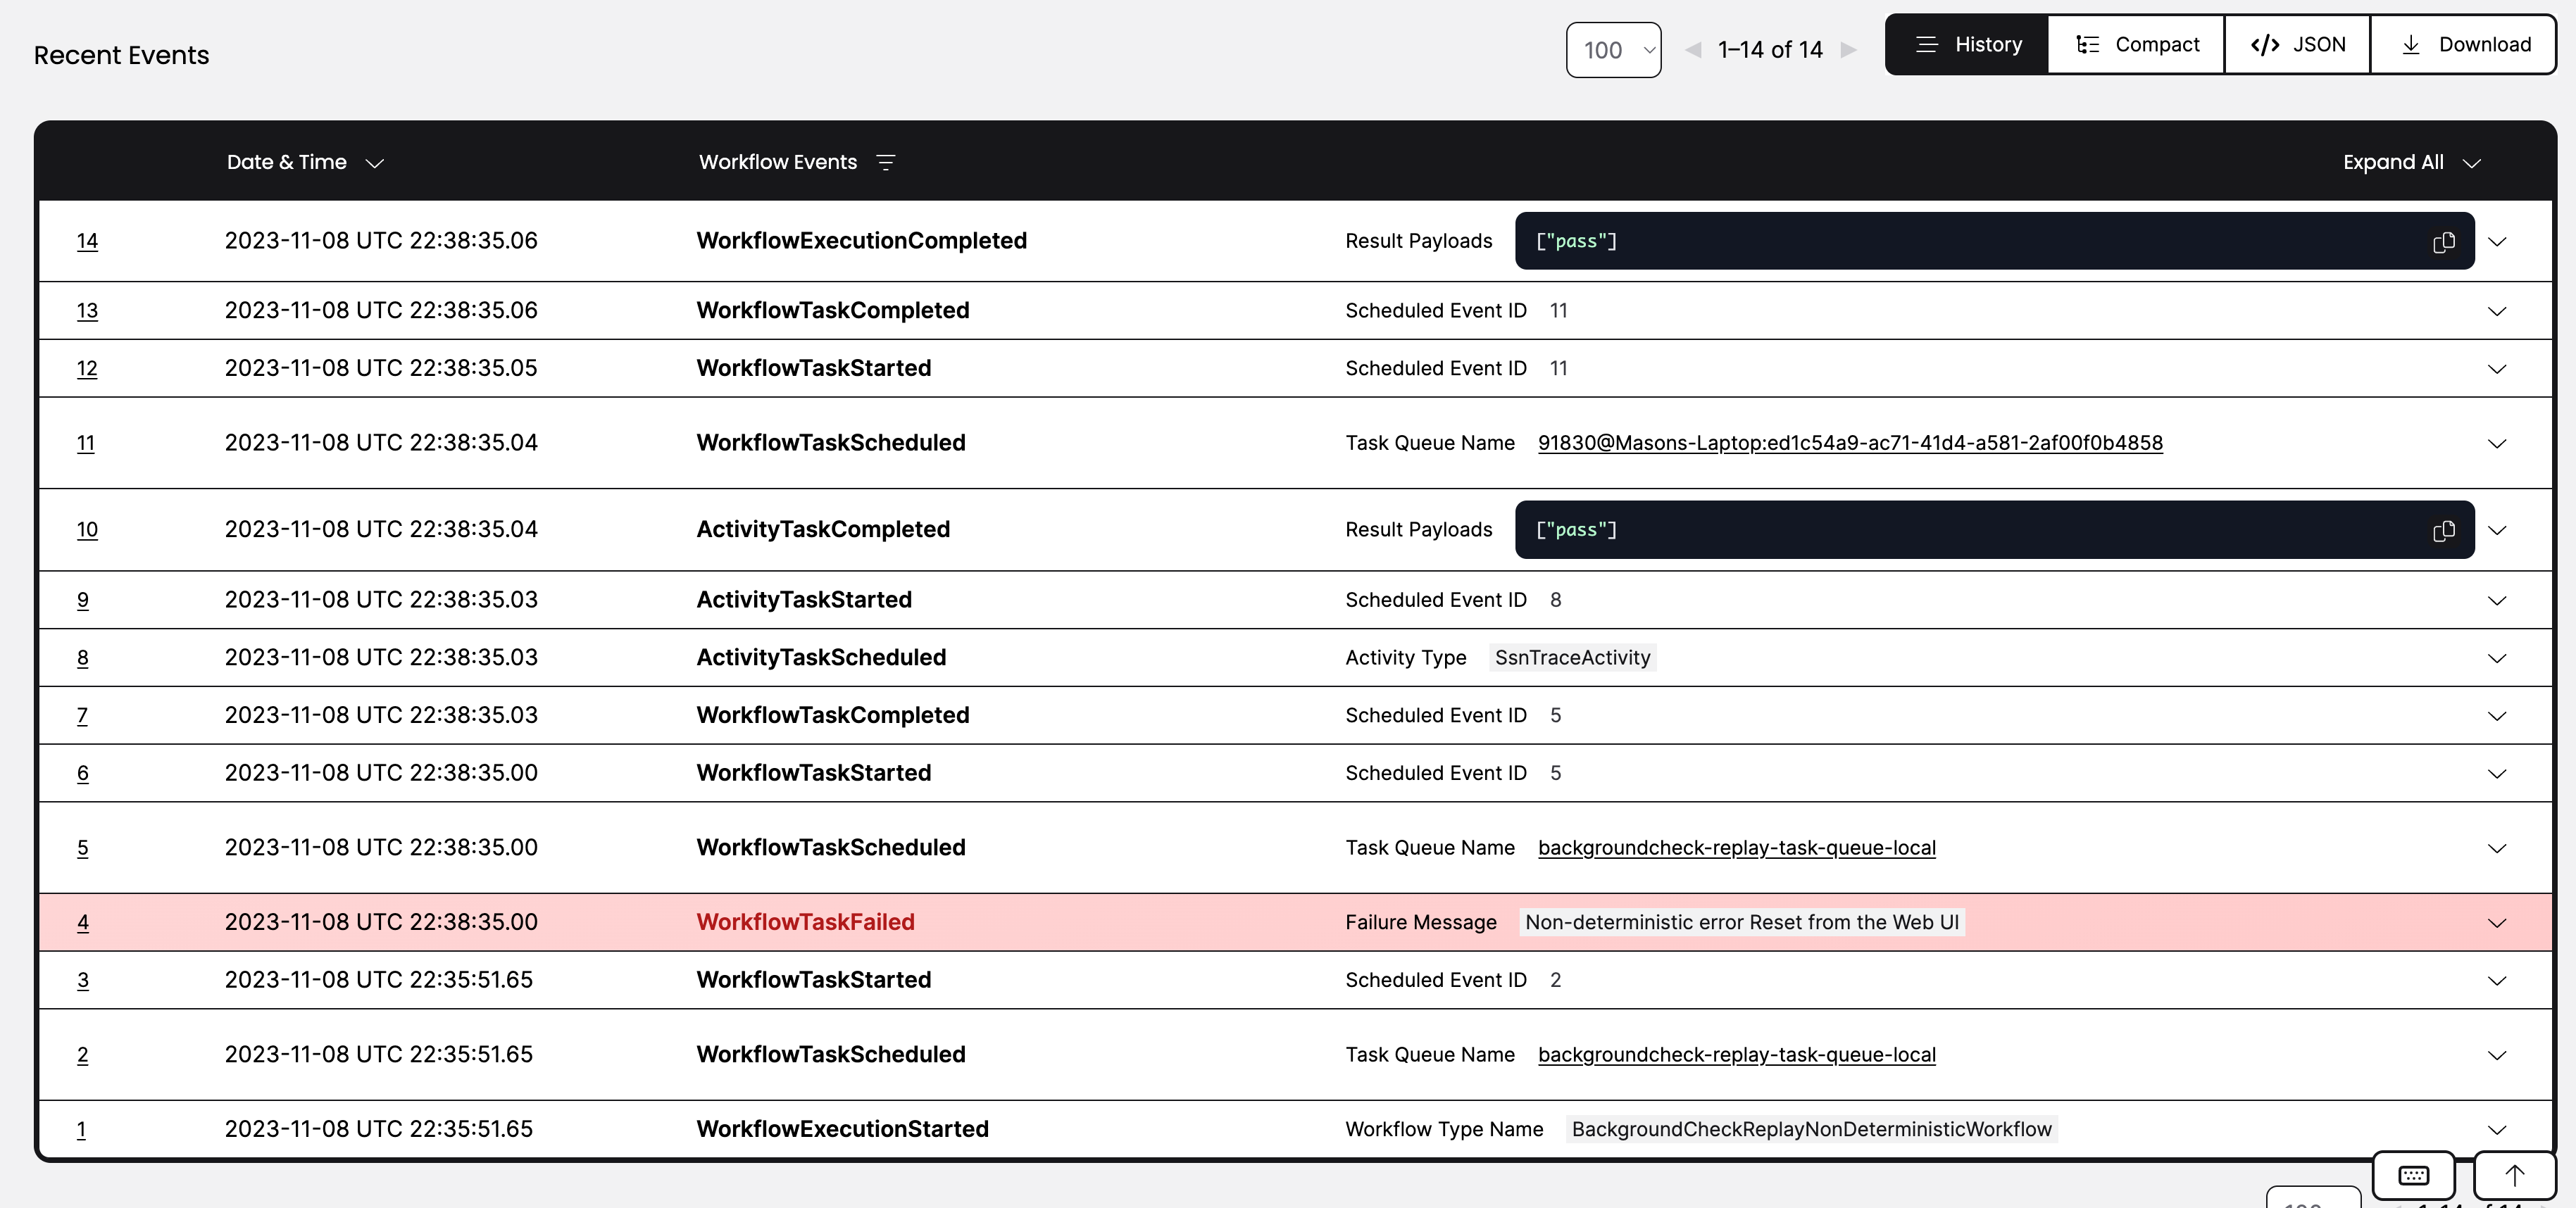 Recent Events
100
1–14 of 14
History
Compact
JSON
Download
Date & Time
Workflow Events
Expand All
14 2023-11-08 UTC 22:38:35.06 WorkflowExecutionCompleted Result Payloads ["pass"]
13 2023-11-08 UTC 22:38:35.06 WorkflowTaskCompleted Scheduled Event ID 11
12 2023-11-08 UTC 22:38:35.05 WorkflowTaskStarted Scheduled Event ID 11
11 2023-11-08 UTC 22:38:35.04 WorkflowTaskScheduled Task Queue Name 91830@Masons-Laptop:ed1c54a9-ac71-41d4-a581-2af00f0b4858
10 2023-11-08 UTC 22:38:35.04 ActivityTaskCompleted Result Payloads ["pass"]
9 2023-11-08 UTC 22:38:35.03 ActivityTaskStarted Scheduled Event ID 8
8 2023-11-08 UTC 22:38:35.03 ActivityTaskScheduled Activity Type SsnTraceActivity
7 2023-11-08 UTC 22:38:35.03 WorkflowTaskCompleted Scheduled Event ID 5
6 2023-11-08 UTC 22:38:35.00 WorkflowTaskStarted Scheduled Event ID 5
5 2023-11-08 UTC 22:38:35.00 WorkflowTaskScheduled Task Queue Name backgroundcheck-replay-task-queue-local
4 2023-11-08 UTC 22:38:35.00 WorkflowTaskFailed Failure Message Non-deterministic error Reset from the Web UI
3 2023-11-08 UTC 22:35:51.65 WorkflowTaskStarted Scheduled Event ID 2
2 2023-11-08 UTC 22:35:51.65 WorkflowTaskScheduled Task Queue Name backgroundcheck-replay-task-queue-local
1 2023-11-08 UTC 22:35:51.65 WorkflowExecutionStarted Workflow Type Name BackgroundCheckReplayNonDeterministicWorkflow